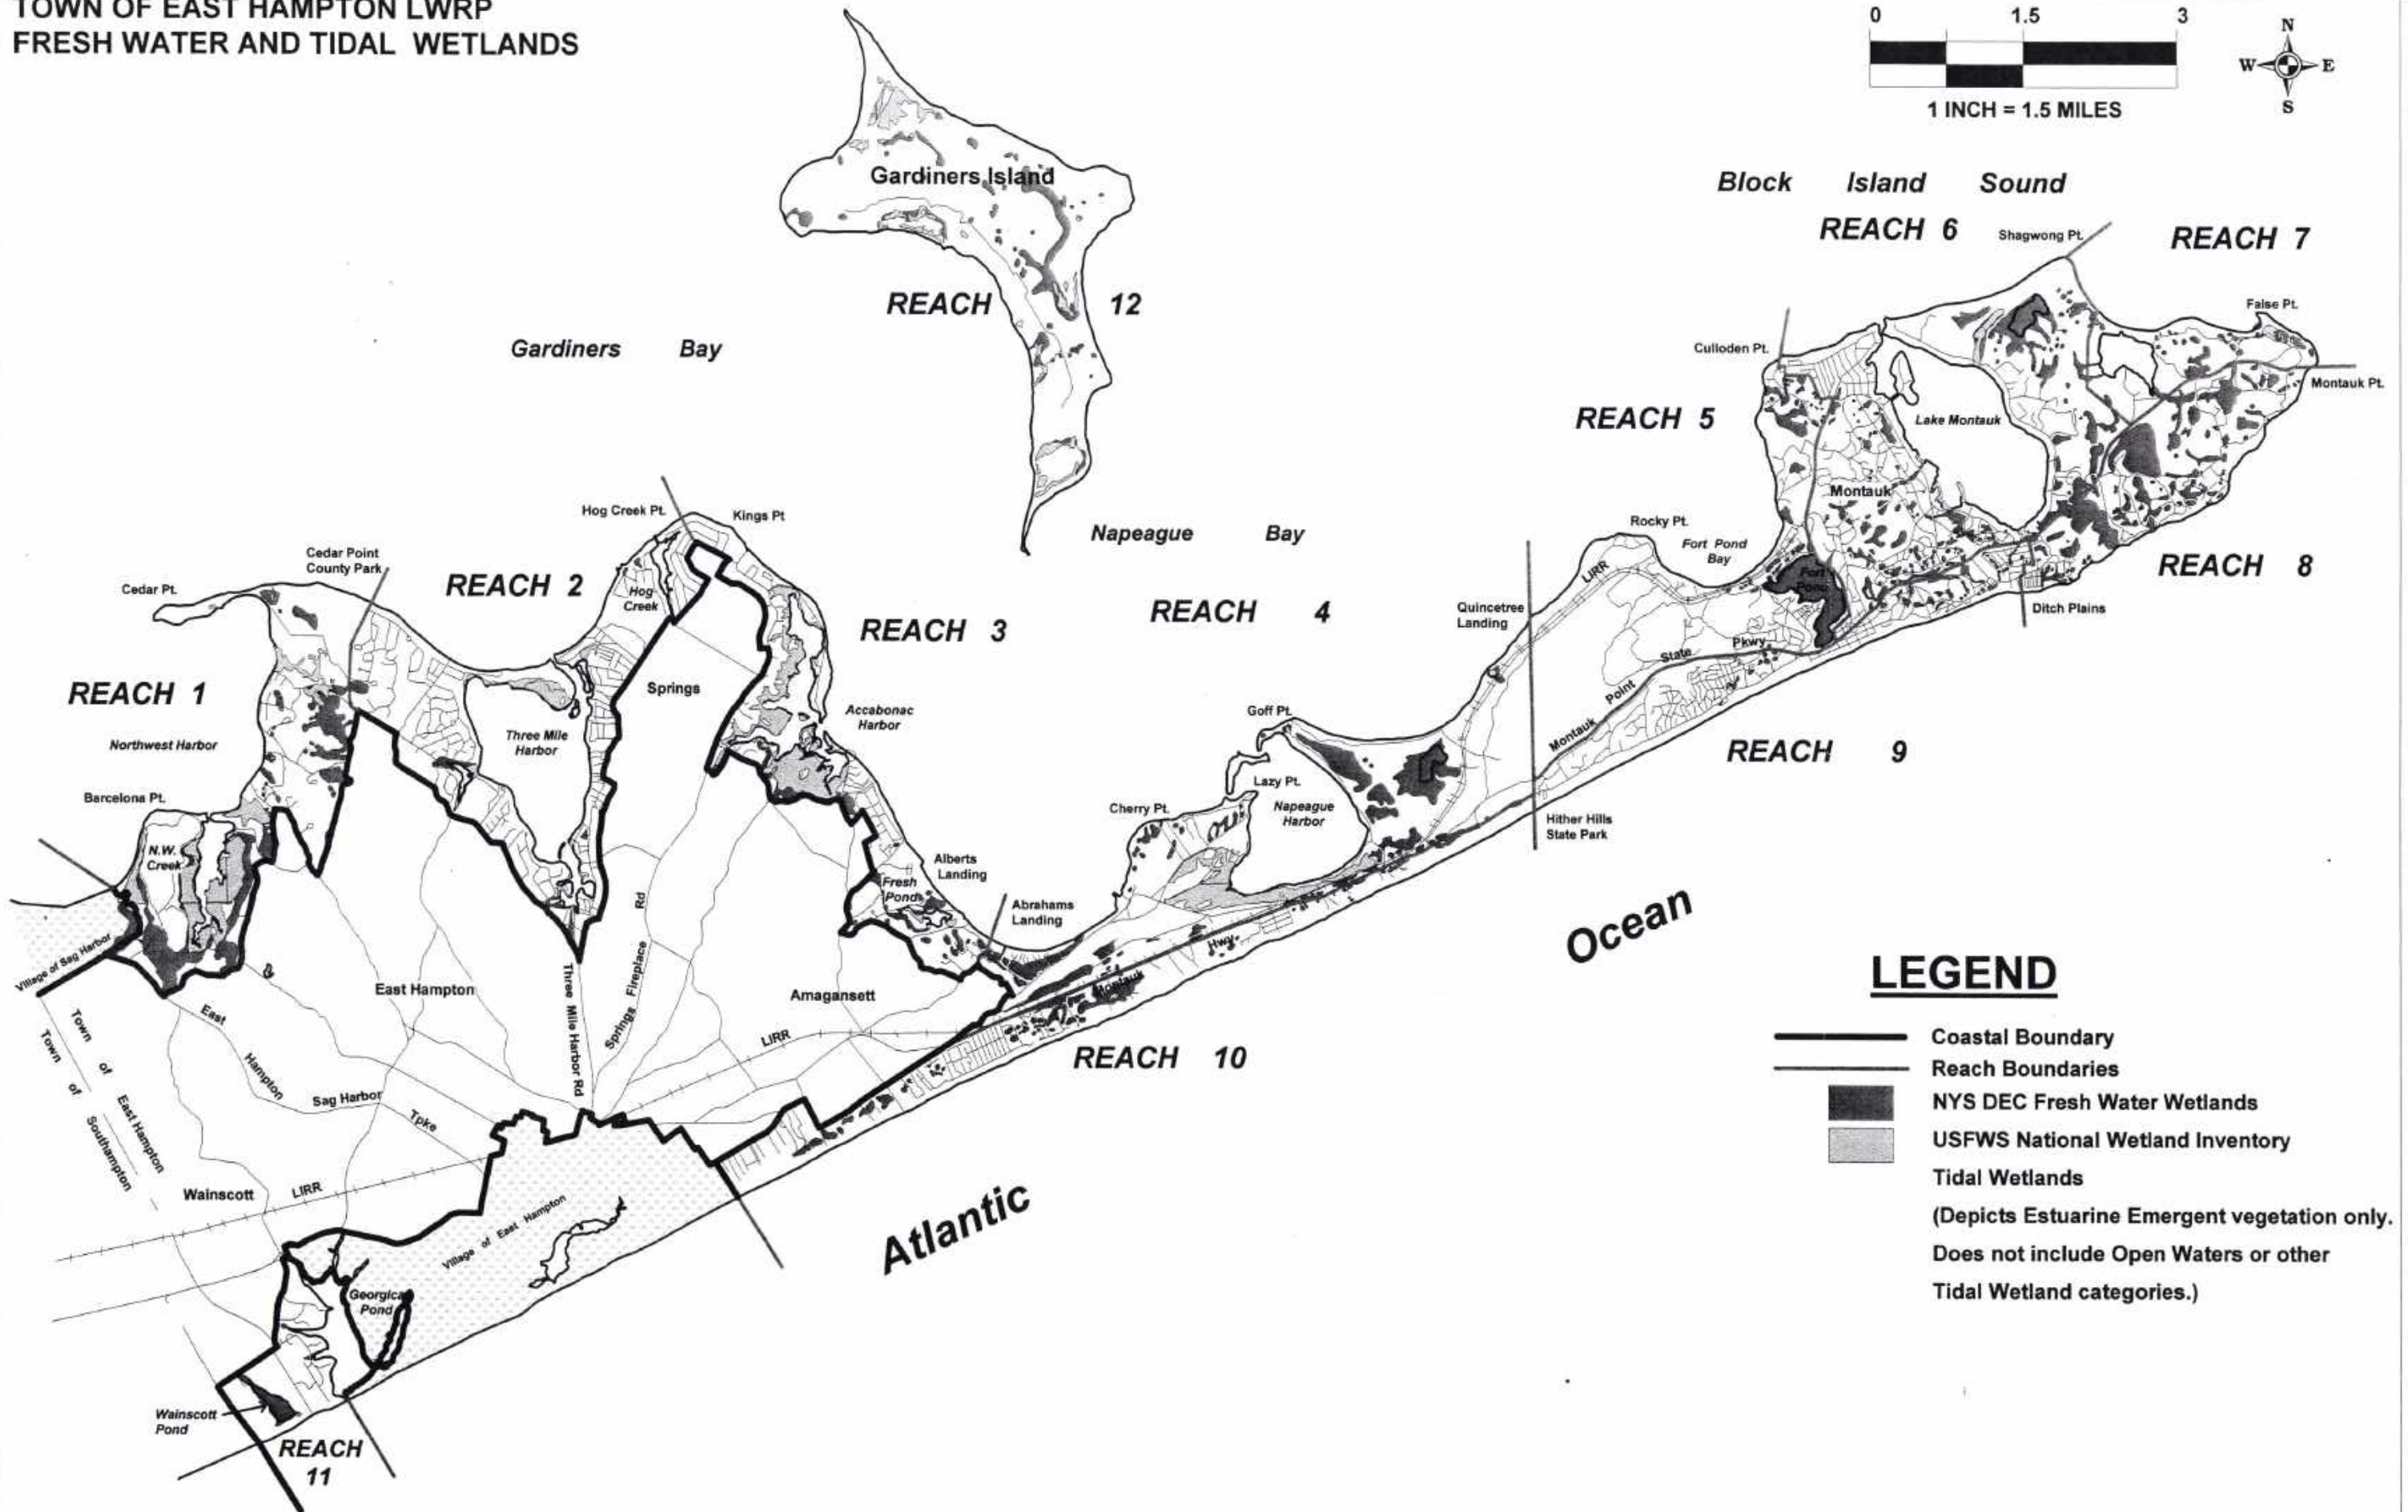 TOWN OF EAST HAMPTON LWRP
FRESH WATER AND TIDAL WETLANDS
0 1.5 3
1 INCH = 1.5 MILES
N
W E
S
Block Island Sound
REACH 6
Shagwong Pt.
REACH 7
False Pt.
Montauk Pt.
Culloden Pt.
REACH 5
Lake Montauk
Montauk
Gardiners Island
REACH 12
Gardiners Bay
Hog Creek Pt.
Kings Pt
Napeague Bay
Rocky Pt.
Fort Pond
Bay
REACH 8
Cedar Point
County Park
Cedar Pt.
REACH 2
Hog
Creek
LIRR
Fort
Pond
Quincetree
Landing
REACH 4
Ditch Plains
REACH 3
State
Pkwy
Point
Montauk
REACH 1
Springs
Accabonac
Harbor
Goff Pt.
Northwest Harbor
Three Mile
Harbor
REACH 9
Lazy Pt.
Barcelona Pt.
Cherry Pt.
Napeague
Harbor
Hither Hills
State Park
N.W.
Creek
Alberts
Landing
Fresh
Pond
Abrahams
Landing
Rd
Ocean
Village of Sag Harbor
Hwy
Fireplace
Three Mile Harbor Rd
East Hampton
Amagansett
Montauk
East
Springs
Town of East Hampton
Town of Southampton
LIRR
REACH 10
Hampton
Sag Harbor
Tpke
Wainscott
LIRR
Village of East Hampton
Atlantic
Georgica
Pond
Wainscott
Pond
REACH
11
LEGEND
Coastal Boundary
Reach Boundaries
NYS DEC Fresh Water Wetlands
USFWS National Wetland Inventory
Tidal Wetlands
(Depicts Estuarine Emergent vegetation only.
Does not include Open Waters or other
Tidal Wetland categories.)